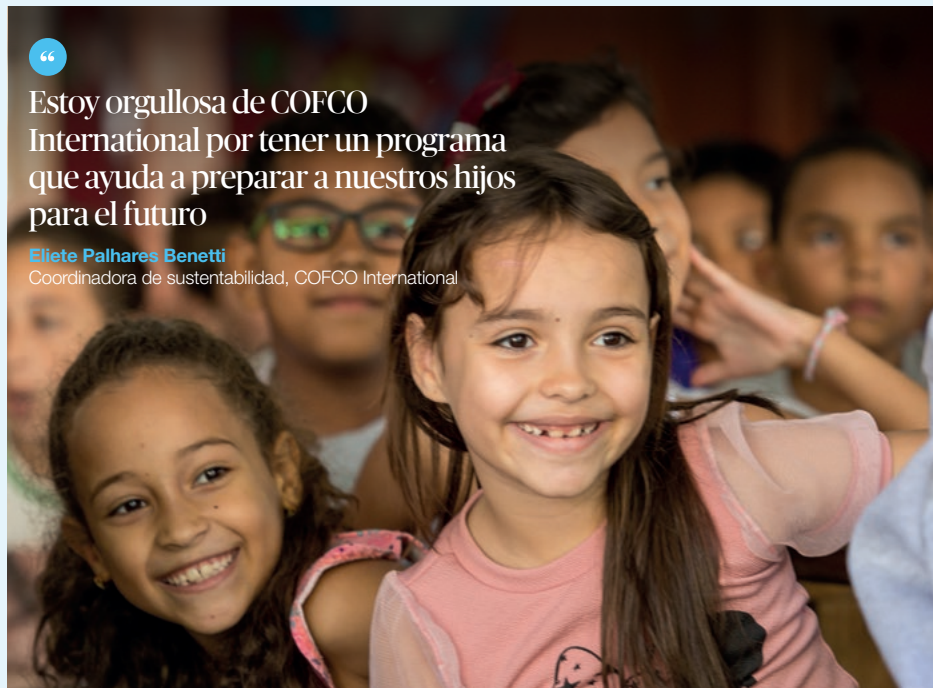 “
Estoy orgullosa de COFCO
International por tener un programa
que ayuda a preparar a nuestros hijos
para el futuro
Eliete Palhares Benetti
Coordinadora de sustentabilidad, COFCO International